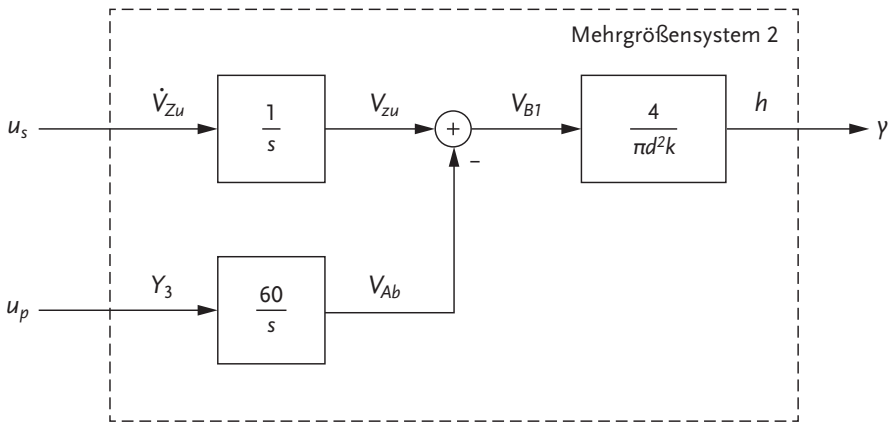 Mehrgrößensystem 2
u_s
V̇_Zu
1
s
V_zu
+
–
V_B1
4
πd²k
h
γ
u_p
Y_3
60
s
V_Ab